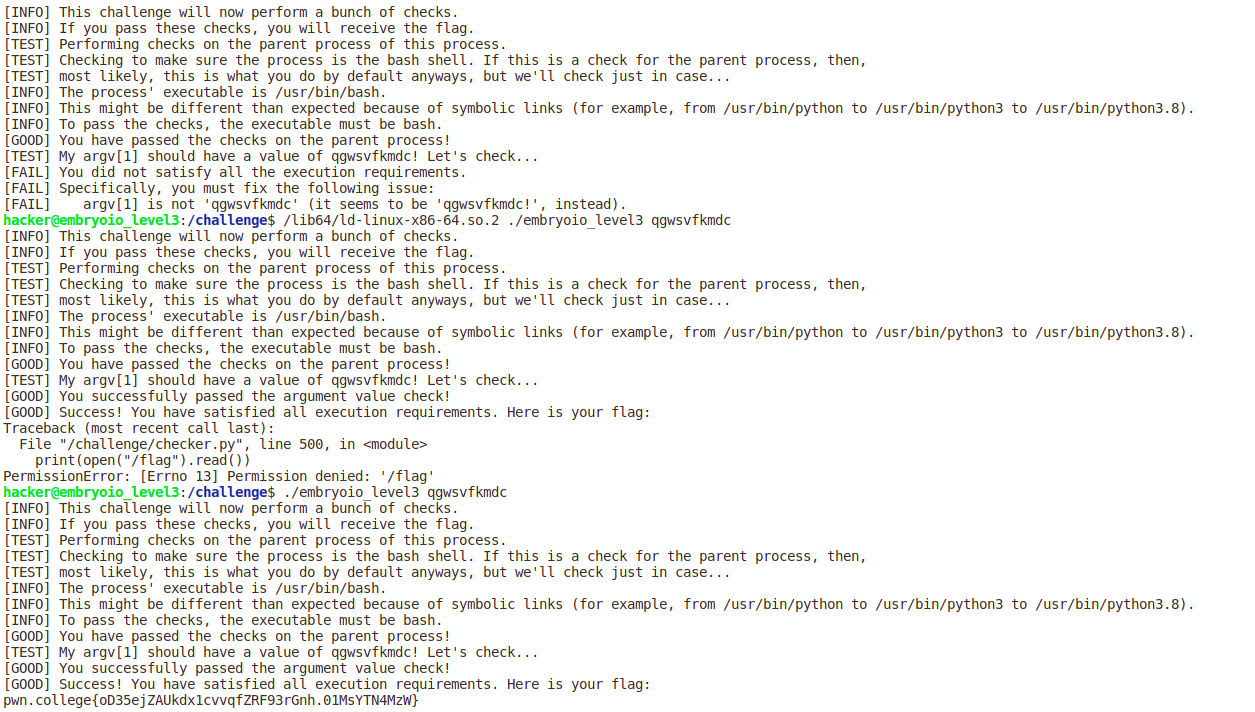 [INFO] This challenge will now perform a bunch of checks.
[INFO] If you pass these checks, you will receive the flag.
[TEST] Performing checks on the parent process of this process.
[TEST] Checking to make sure the process is the bash shell. If this is a check for the parent process, then,
[TEST] most likely, this is what you do by default anyways, but we'll check just in case...
[INFO] The process' executable is /usr/bin/bash.
[INFO] This might be different than expected because of symbolic links (for example, from /usr/bin/python to /usr/bin/python3 to /usr/bin/python3.8).
[INFO] To pass the checks, the executable must be bash.
[GOOD] You have passed the checks on the parent process!
[TEST] My argv[1] should have a value of qgwsvfkmdc! Let's check...
[FAIL] You did not satisfy all the execution requirements.
[FAIL] Specifically, you must fix the following issue:
[FAIL]    argv[1] is not 'qgwsvfkmdc' (it seems to be 'qgwsvfkmdc!', instead).
hacker@embryoio_level3:/challenge$ /lib64/ld-linux-x86-64.so.2 ./embryoio_level3 qgwsvfkmdc
[INFO] This challenge will now perform a bunch of checks.
[INFO] If you pass these checks, you will receive the flag.
[TEST] Performing checks on the parent process of this process.
[TEST] Checking to make sure the process is the bash shell. If this is a check for the parent process, then,
[TEST] most likely, this is what you do by default anyways, but we'll check just in case...
[INFO] The process' executable is /usr/bin/bash.
[INFO] This might be different than expected because of symbolic links (for example, from /usr/bin/python to /usr/bin/python3 to /usr/bin/python3.8).
[INFO] To pass the checks, the executable must be bash.
[GOOD] You have passed the checks on the parent process!
[TEST] My argv[1] should have a value of qgwsvfkmdc! Let's check...
[GOOD] You successfully passed the argument value check!
[GOOD] Success! You have satisfied all execution requirements. Here is your flag:
Traceback (most recent call last):
  File "/challenge/checker.py", line 500, in <module>
    print(open("/flag").read())
PermissionError: [Errno 13] Permission denied: '/flag'
hacker@embryoio_level3:/challenge$ ./embryoio_level3 qgwsvfkmdc
[INFO] This challenge will now perform a bunch of checks.
[INFO] If you pass these checks, you will receive the flag.
[TEST] Performing checks on the parent process of this process.
[TEST] Checking to make sure the process is the bash shell. If this is a check for the parent process, then,
[TEST] most likely, this is what you do by default anyways, but we'll check just in case...
[INFO] The process' executable is /usr/bin/bash.
[INFO] This might be different than expected because of symbolic links (for example, from /usr/bin/python to /usr/bin/python3 to /usr/bin/python3.8).
[INFO] To pass the checks, the executable must be bash.
[GOOD] You have passed the checks on the parent process!
[TEST] My argv[1] should have a value of qgwsvfkmdc! Let's check...
[GOOD] You successfully passed the argument value check!
[GOOD] Success! You have satisfied all execution requirements. Here is your flag:
pwn.college{oD35ejZAUkdx1cvvqfZRF93rGnh.01MsYTN4MzW}